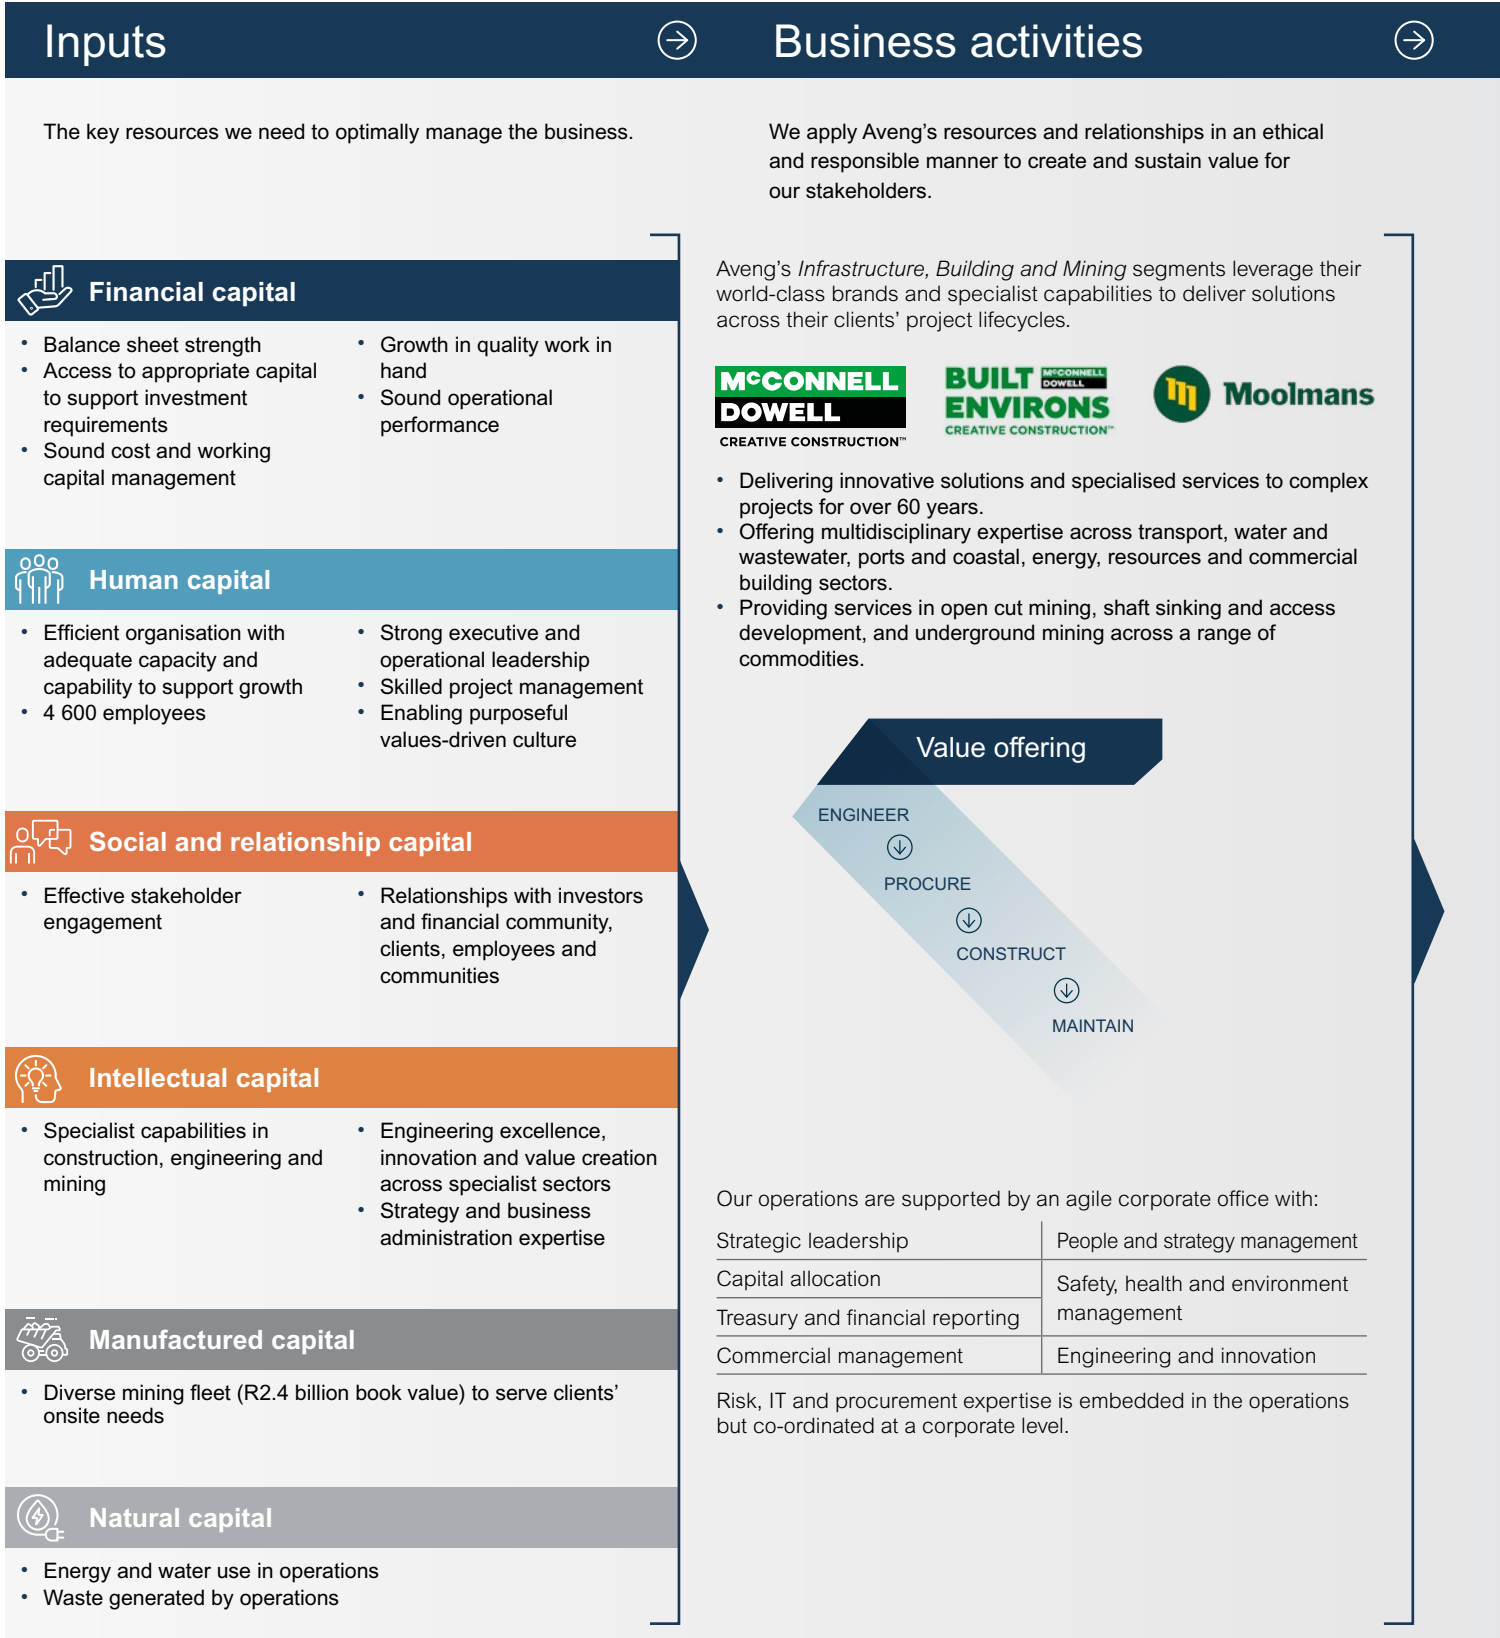 Inputs
The key resources we need to optimally manage the business.
Financial capital
• Balance sheet strength
• Access to appropriate capital
to support investment
requirements
• Sound cost and working
capital management
• Growth in quality work in
hand
• Sound operational
performance
Human capital
• Efficient organisation with
adequate capacity and
capability to support growth
• 4 600 employees
• Strong executive and
operational leadership
• Skilled project management
• Enabling purposeful
values-driven culture
Social and relationship capital
• Effective stakeholder
engagement
• Relationships with investors
and financial community,
clients, employees and
communities
Intellectual capital
• Specialist capabilities in
construction, engineering and
mining
• Engineering excellence,
innovation and value creation
across specialist sectors
• Strategy and business
administration expertise
Manufactured capital
• Diverse mining fleet (R2.4 billion book value) to serve clients’
onsite needs
Natural capital
• Energy and water use in operations
• Waste generated by operations
Business activities
We apply Aveng’s resources and relationships in an ethical
and responsible manner to create and sustain value for
our stakeholders.
Aveng’s Infrastructure, Building and Mining segments leverage their
world-class brands and specialist capabilities to deliver solutions
across their clients’ project lifecycles.
McCONNELL
DOWELL
CREATIVE CONSTRUCTION™
BUILT
McCONNELL
DOWELL
ENVIRONS
CREATIVE CONSTRUCTION™
Moolmans
• Delivering innovative solutions and specialised services to complex
projects for over 60 years.
• Offering multidisciplinary expertise across transport, water and
wastewater, ports and coastal, energy, resources and commercial
building sectors.
• Providing services in open cut mining, shaft sinking and access
development, and underground mining across a range of
commodities.
Value offering
ENGINEER
PROCURE
CONSTRUCT
MAINTAIN
Our operations are supported by an agile corporate office with:
Strategic leadership
People and strategy management
Capital allocation
Safety, health and environment
management
Treasury and financial reporting
Commercial management
Engineering and innovation
Risk, IT and procurement expertise is embedded in the operations
but co-ordinated at a corporate level.